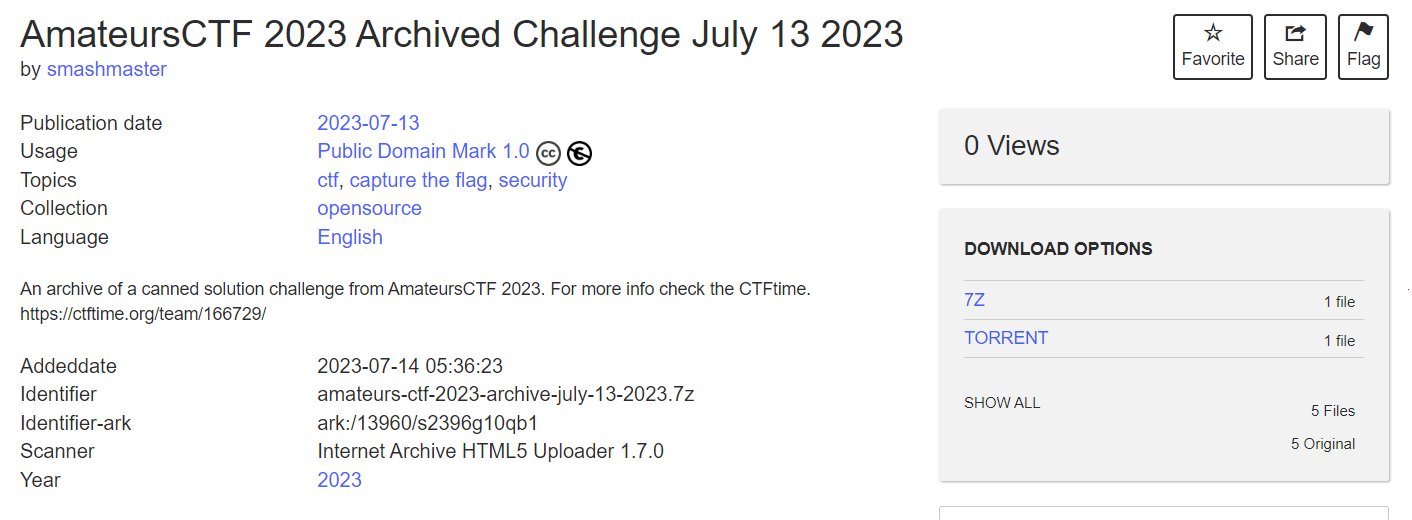 AmateursCTF 2023 Archived Challenge July 13 2023
by smashmaster
Favorite
Share
Flag
Publication date 2023-07-13
Usage Public Domain Mark 1.0
Topics ctf, capture the flag, security
Collection opensource
Language English
An archive of a canned solution challenge from AmateursCTF 2023. For more info check the CTFtime.
https://ctftime.org/team/166729/
Addeddate 2023-07-14 05:36:23
Identifier amateurs-ctf-2023-archive-july-13-2023.7z
Identifier-ark ark:/13960/s2396g10qb1
Scanner Internet Archive HTML5 Uploader 1.7.0
Year 2023
0 Views
DOWNLOAD OPTIONS
7Z 1 file
TORRENT 1 file
SHOW ALL 5 Files
5 Original